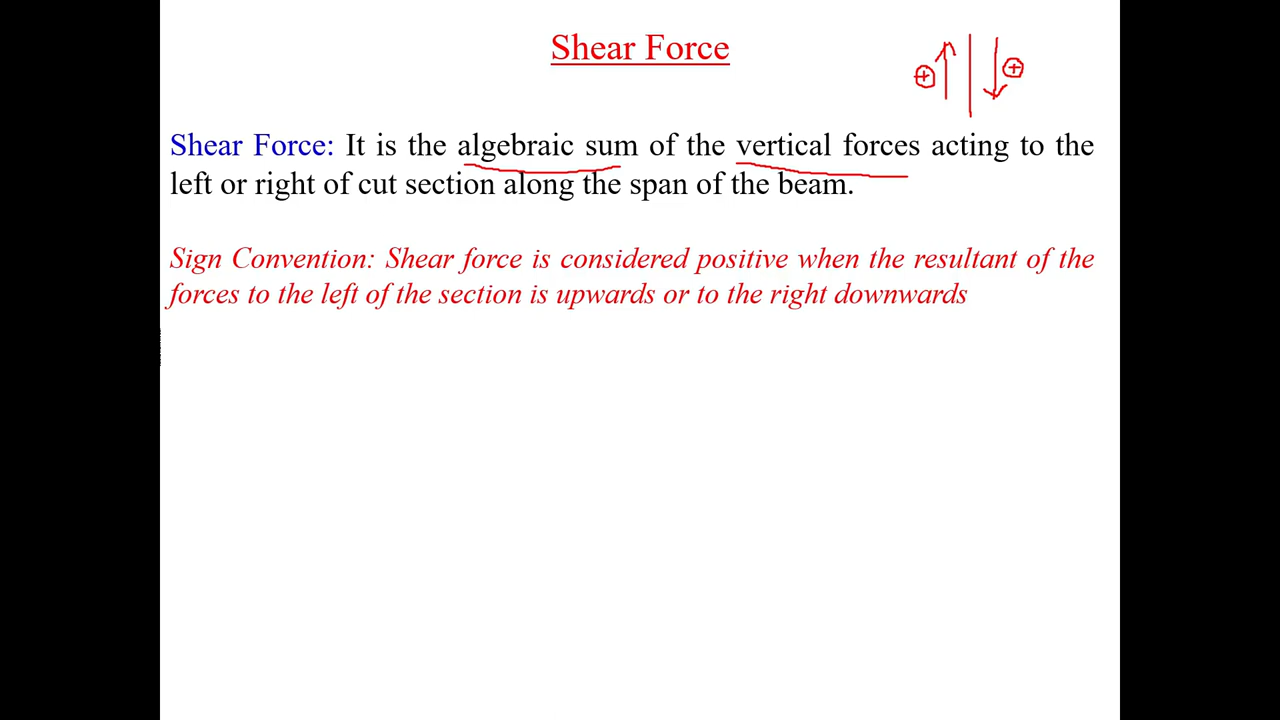 Shear Force
⊕ ⊕
Shear Force: It is the algebraic sum of the vertical forces acting to the
left or right of cut section along the span of the beam.
Sign Convention: Shear force is considered positive when the resultant of the
forces to the left of the section is upwards or to the right downwards